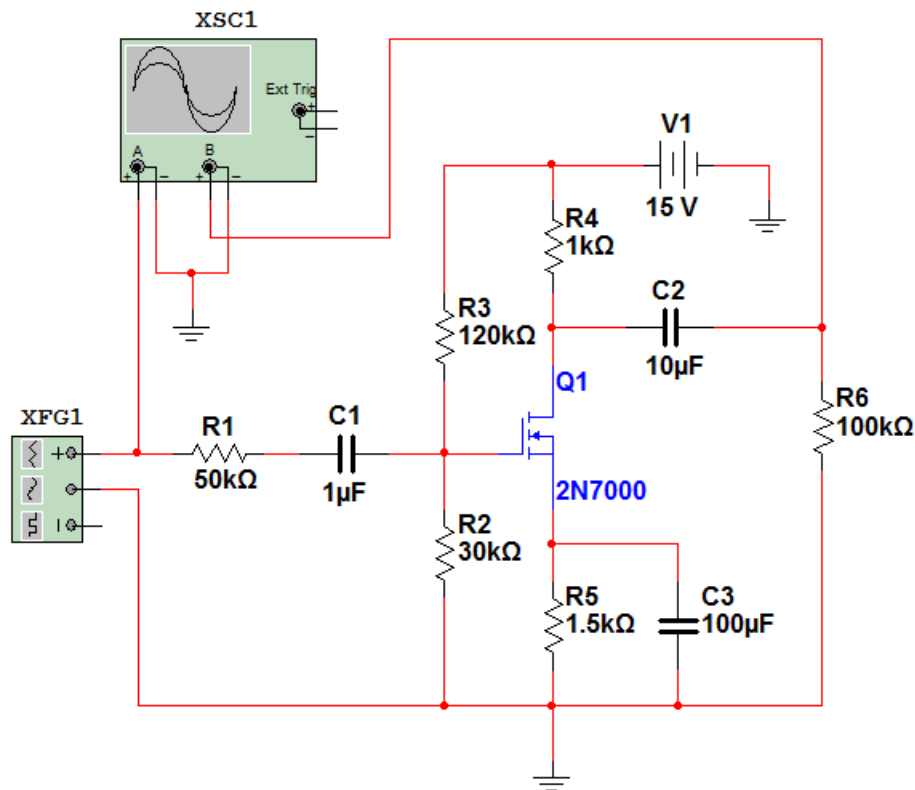 XSC1
Ext Trig
+
−
A
B
+ −
+ −
V1
15 V
R4
1kΩ
C2
10µF
R3
120kΩ
Q1
XFG1
+
R1
50kΩ
C1
1µF
R6
100kΩ
2N7000
R2
30kΩ
R5
1.5kΩ
C3
100µF